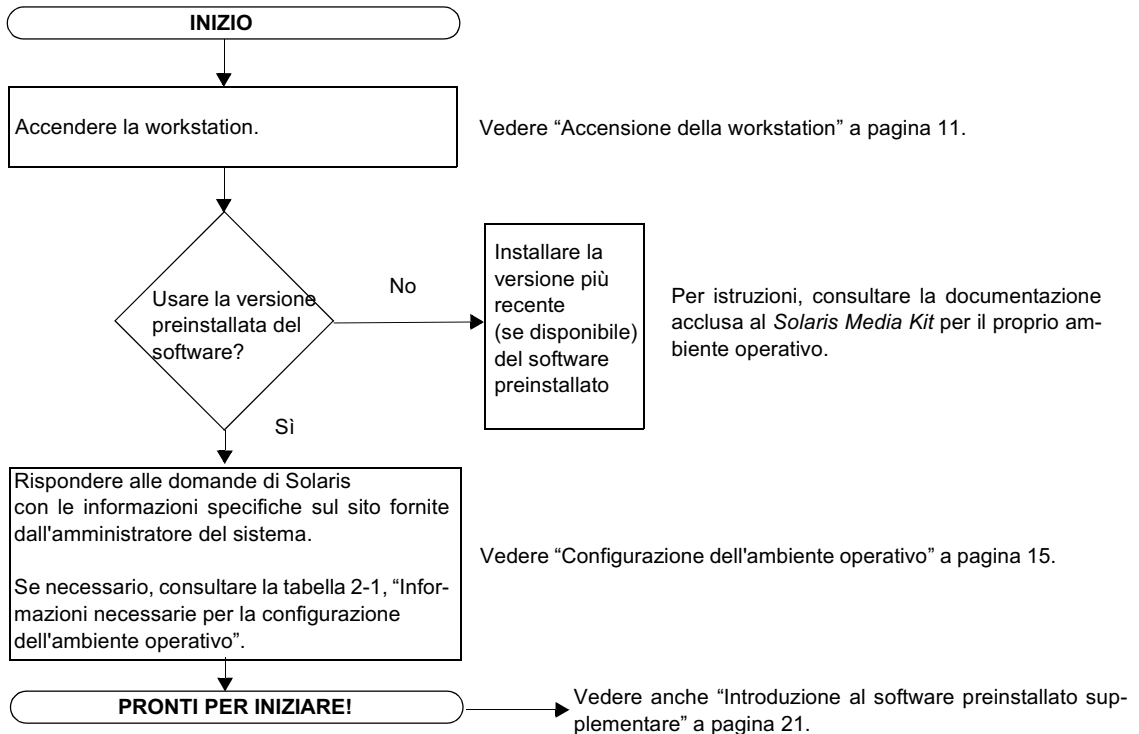 INIZIO
Accendere la workstation.
Vedere “Accensione della workstation” a pagina 11.
Usare la versione
preinstallata del
software?
No
Installare la
versione più
recente
(se disponibile)
del software
preinstallato
Per istruzioni, consultare la documentazione
acclusa al Solaris Media Kit per il proprio am-
biente operativo.
Sì
Rispondere alle domande di Solaris
con le informazioni specifiche sul sito fornite
dall'amministratore del sistema.
Se necessario, consultare la tabella 2-1, “Infor-
mazioni necessarie per la configurazione
dell'ambiente operativo”.
Vedere “Configurazione dell'ambiente operativo” a pagina 15.
PRONTI PER INIZIARE!
Vedere anche “Introduzione al software preinstallato sup-
plementare” a pagina 21.